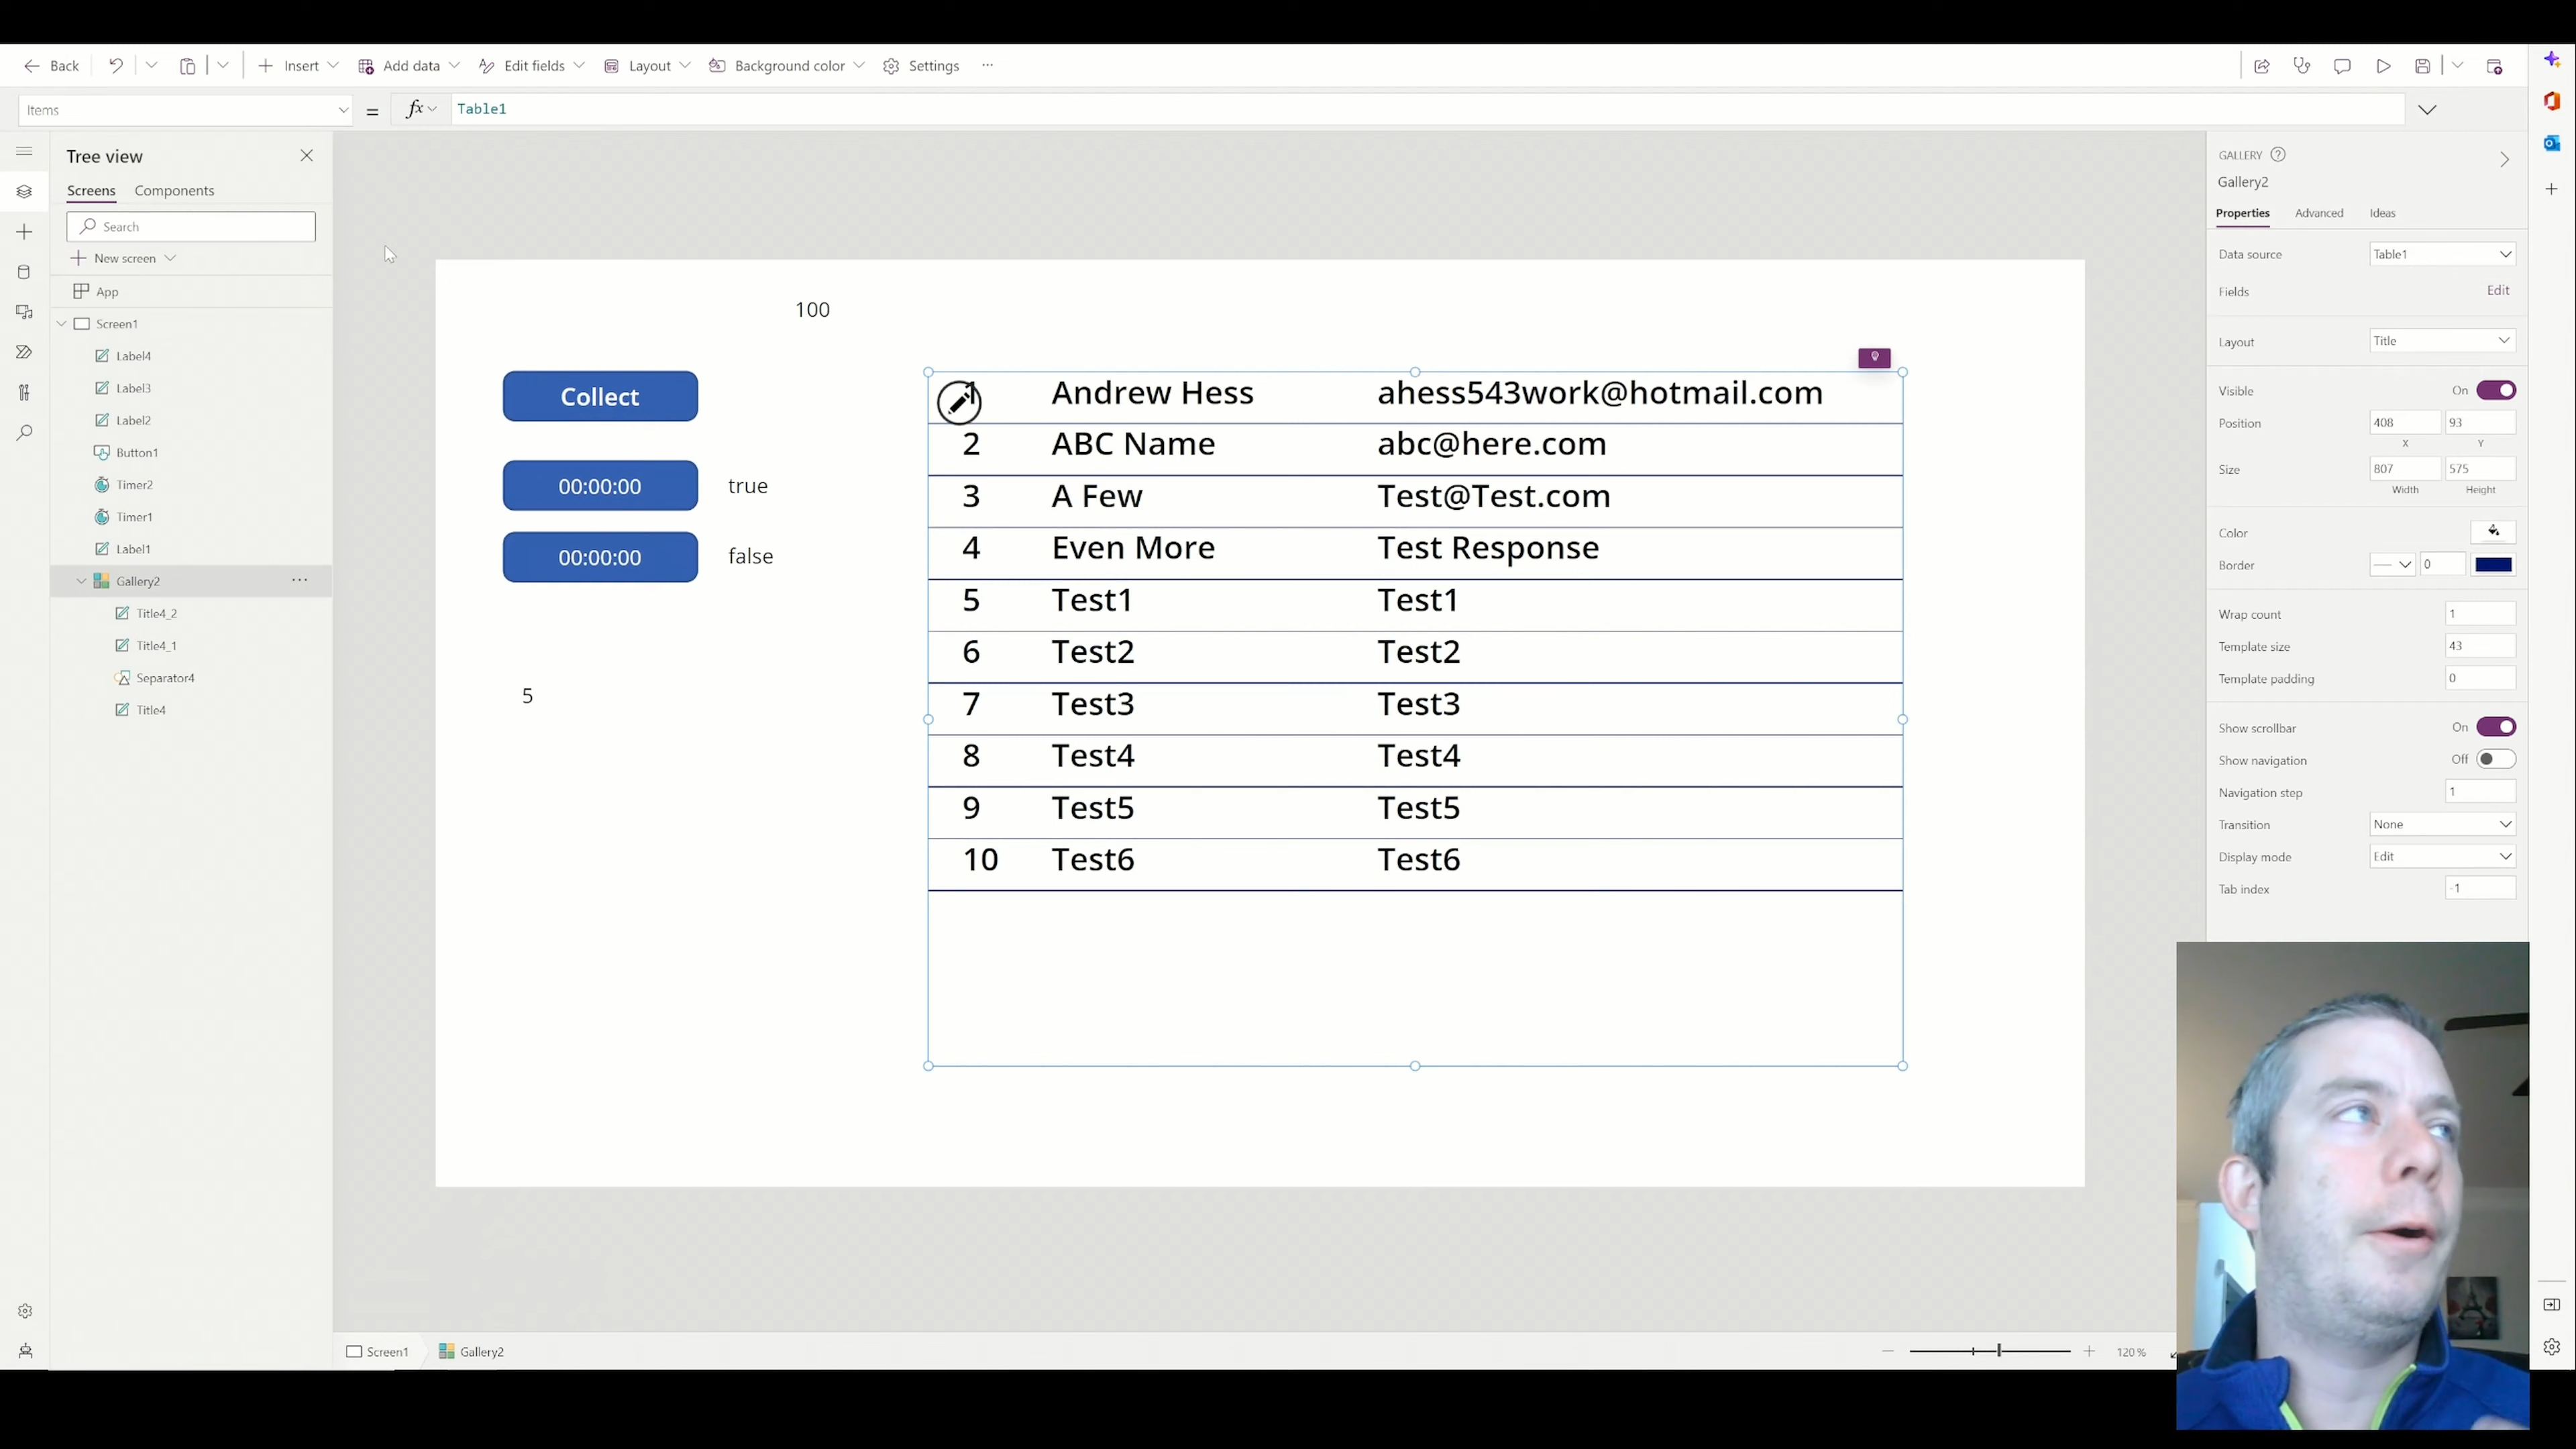 Back
Insert
Add data
Edit fields
Layout
Background color
Settings
Items
=
fx
Table1
Tree view
Screens
Components
Search
New screen
App
Screen1
Label4
Label3
Label2
Button1
Timer2
Timer1
Label1
Gallery2
Title4_2
Title4_1
Separator4
Title4
100
Collect
00:00:00
true
00:00:00
false
5
1 Andrew Hess ahess543work@hotmail.com
2 ABC Name abc@here.com
3 A Few Test@Test.com
4 Even More Test Response
5 Test1 Test1
6 Test2 Test2
7 Test3 Test3
8 Test4 Test4
9 Test5 Test5
10 Test6 Test6
GALLERY
Gallery2
Properties
Advanced
Ideas
Data source Table1
Fields Edit
Layout Title
Visible On
Position 408 93
X Y
Size 807 575
Width Height
Color
Border 0
Wrap count 1
Template size 43
Template padding 0
Show scrollbar On
Show navigation Off
Navigation step 1
Transition None
Display mode Edit
Tab index -1
Screen1
Gallery2
120 %